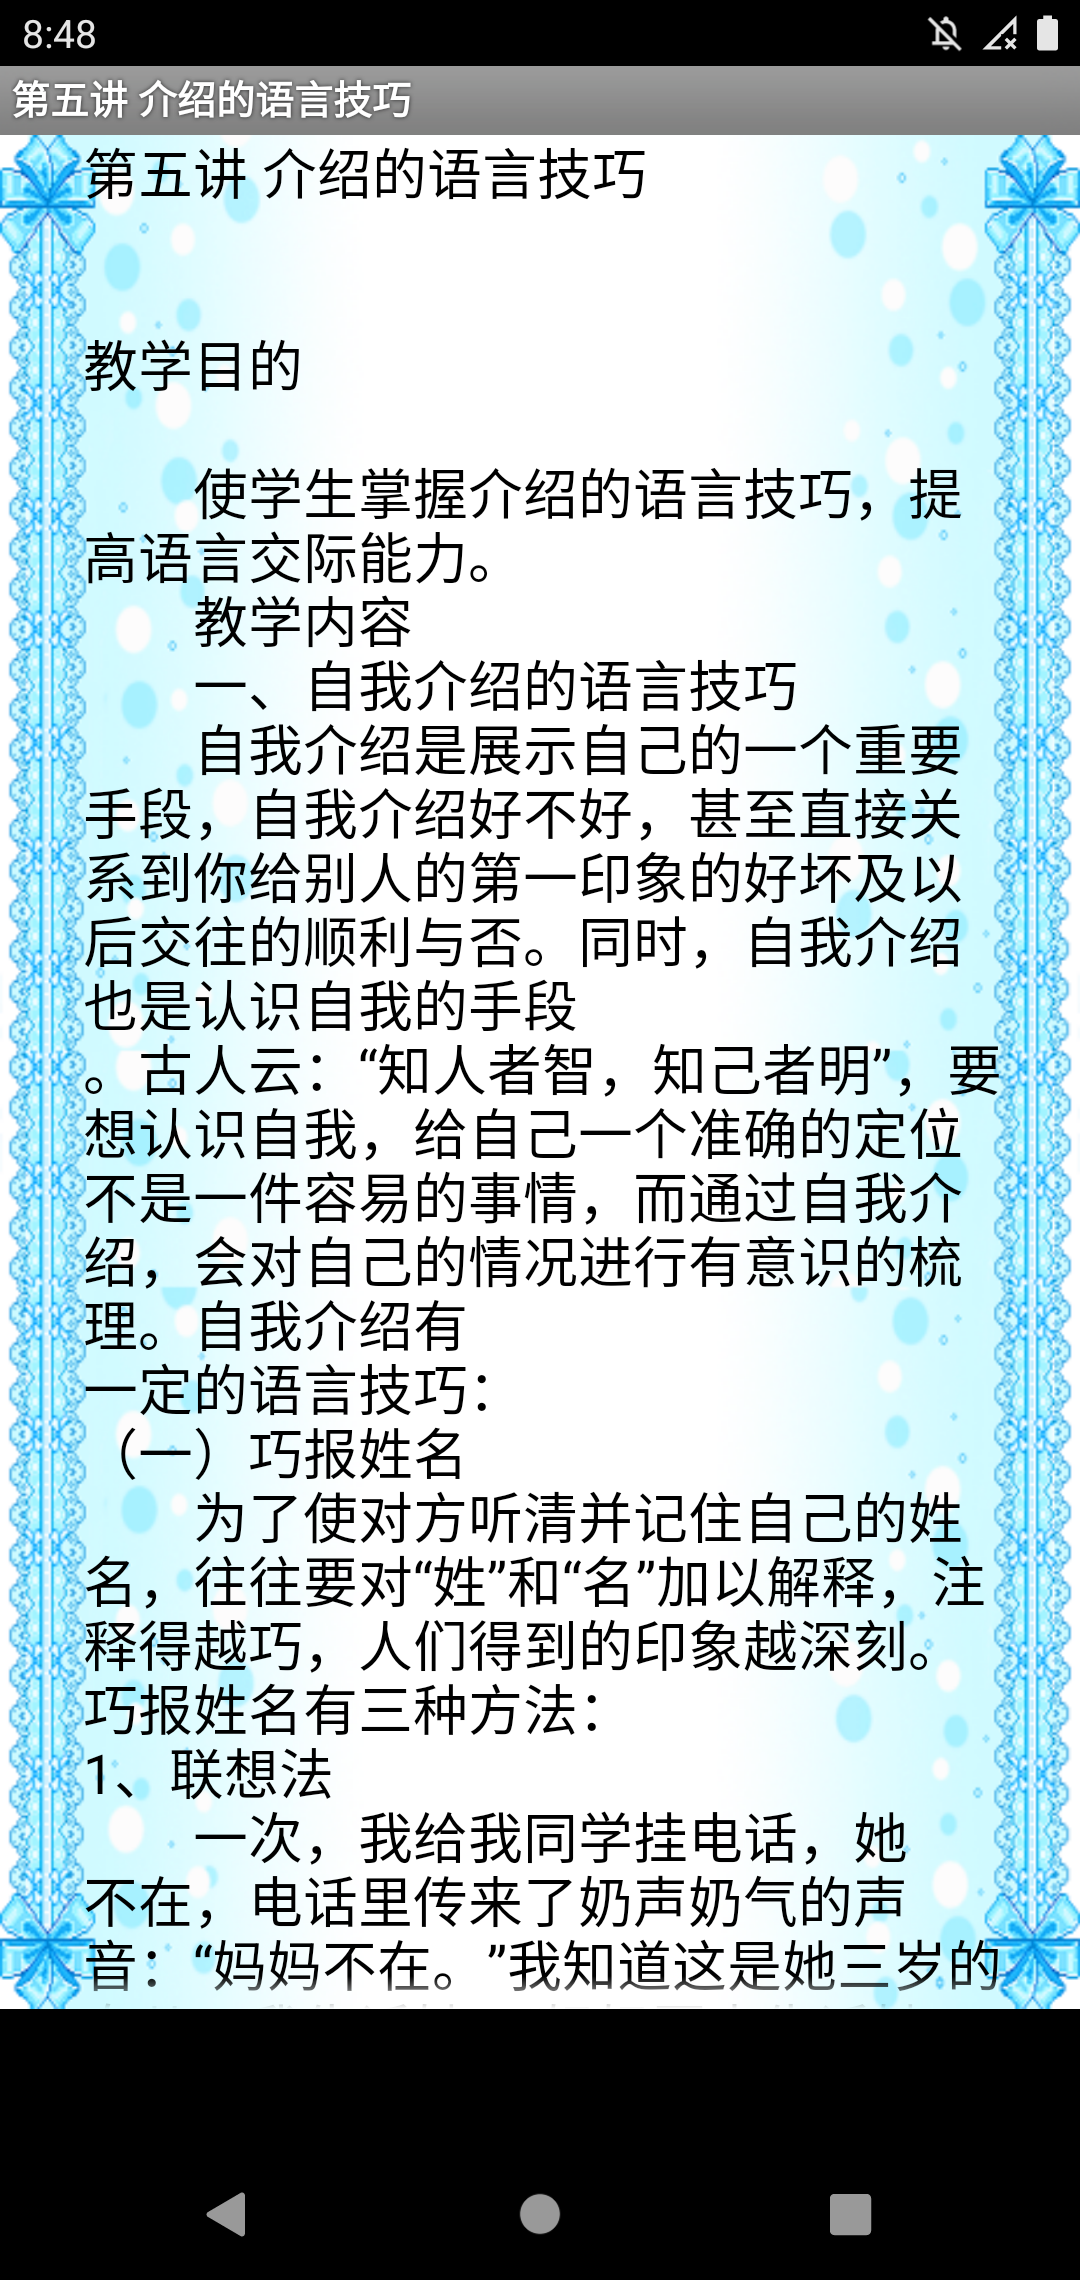 8:48
第五讲 介绍的语言技巧
第五讲 介绍的语言技巧
教学目的
使学生掌握介绍的语言技巧，提
高语言交际能力。
教学内容
一、自我介绍的语言技巧
自我介绍是展示自己的一个重要
手段，自我介绍好不好，甚至直接关
系到你给别人的第一印象的好坏及以
后交往的顺利与否。同时，自我介绍
也是认识自我的手段
。古人云：“知人者智，知己者明”，要
想认识自我，给自己一个准确的定位
不是一件容易的事情，而通过自我介
绍，会对自己的情况进行有意识的梳
理。自我介绍有
一定的语言技巧：
（一）巧报姓名
为了使对方听清并记住自己的姓
名，往往要对“姓”和“名”加以解释，注
释得越巧，人们得到的印象越深刻。
巧报姓名有三种方法：
1、联想法
一次，我给我同学挂电话，她
不在，电话里传来了奶声奶气的声
音：“妈妈不在。”我知道这是她三岁的